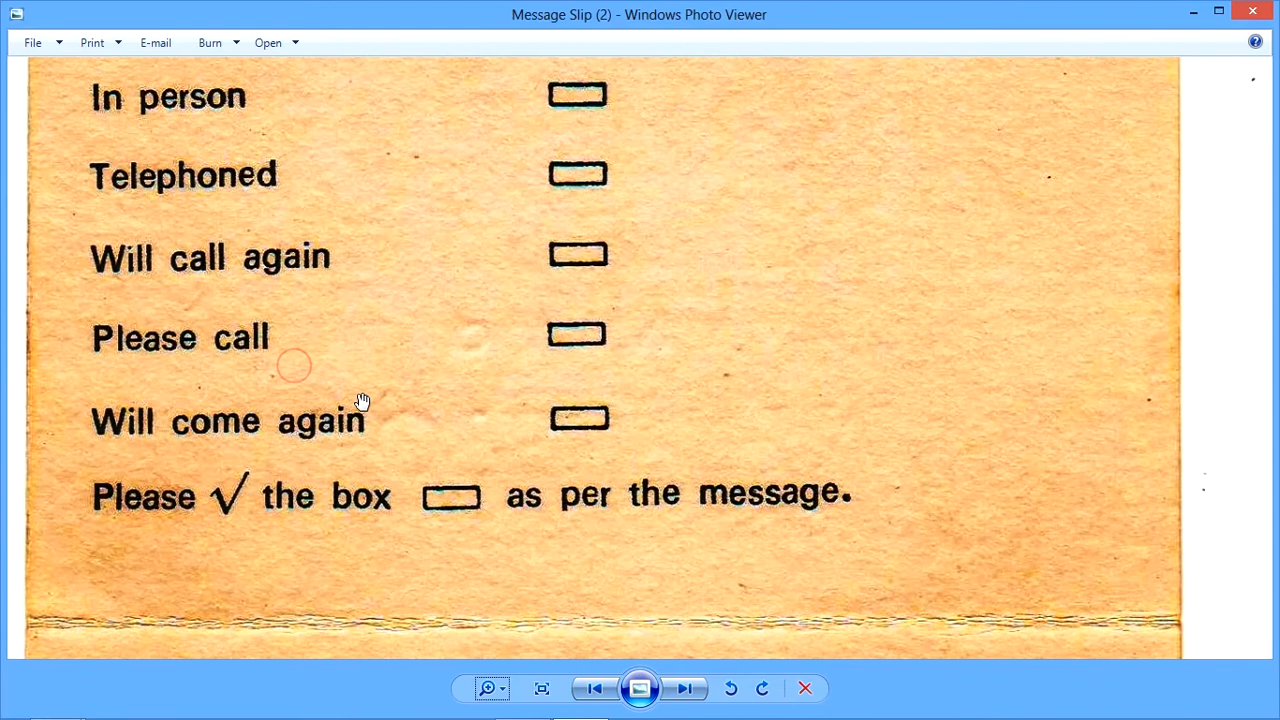 Message Slip (2) - Windows Photo Viewer
File Print E-mail Burn Open
In person
Telephoned
Will call again
Please call
Will come again
Please √ the box as per the message.